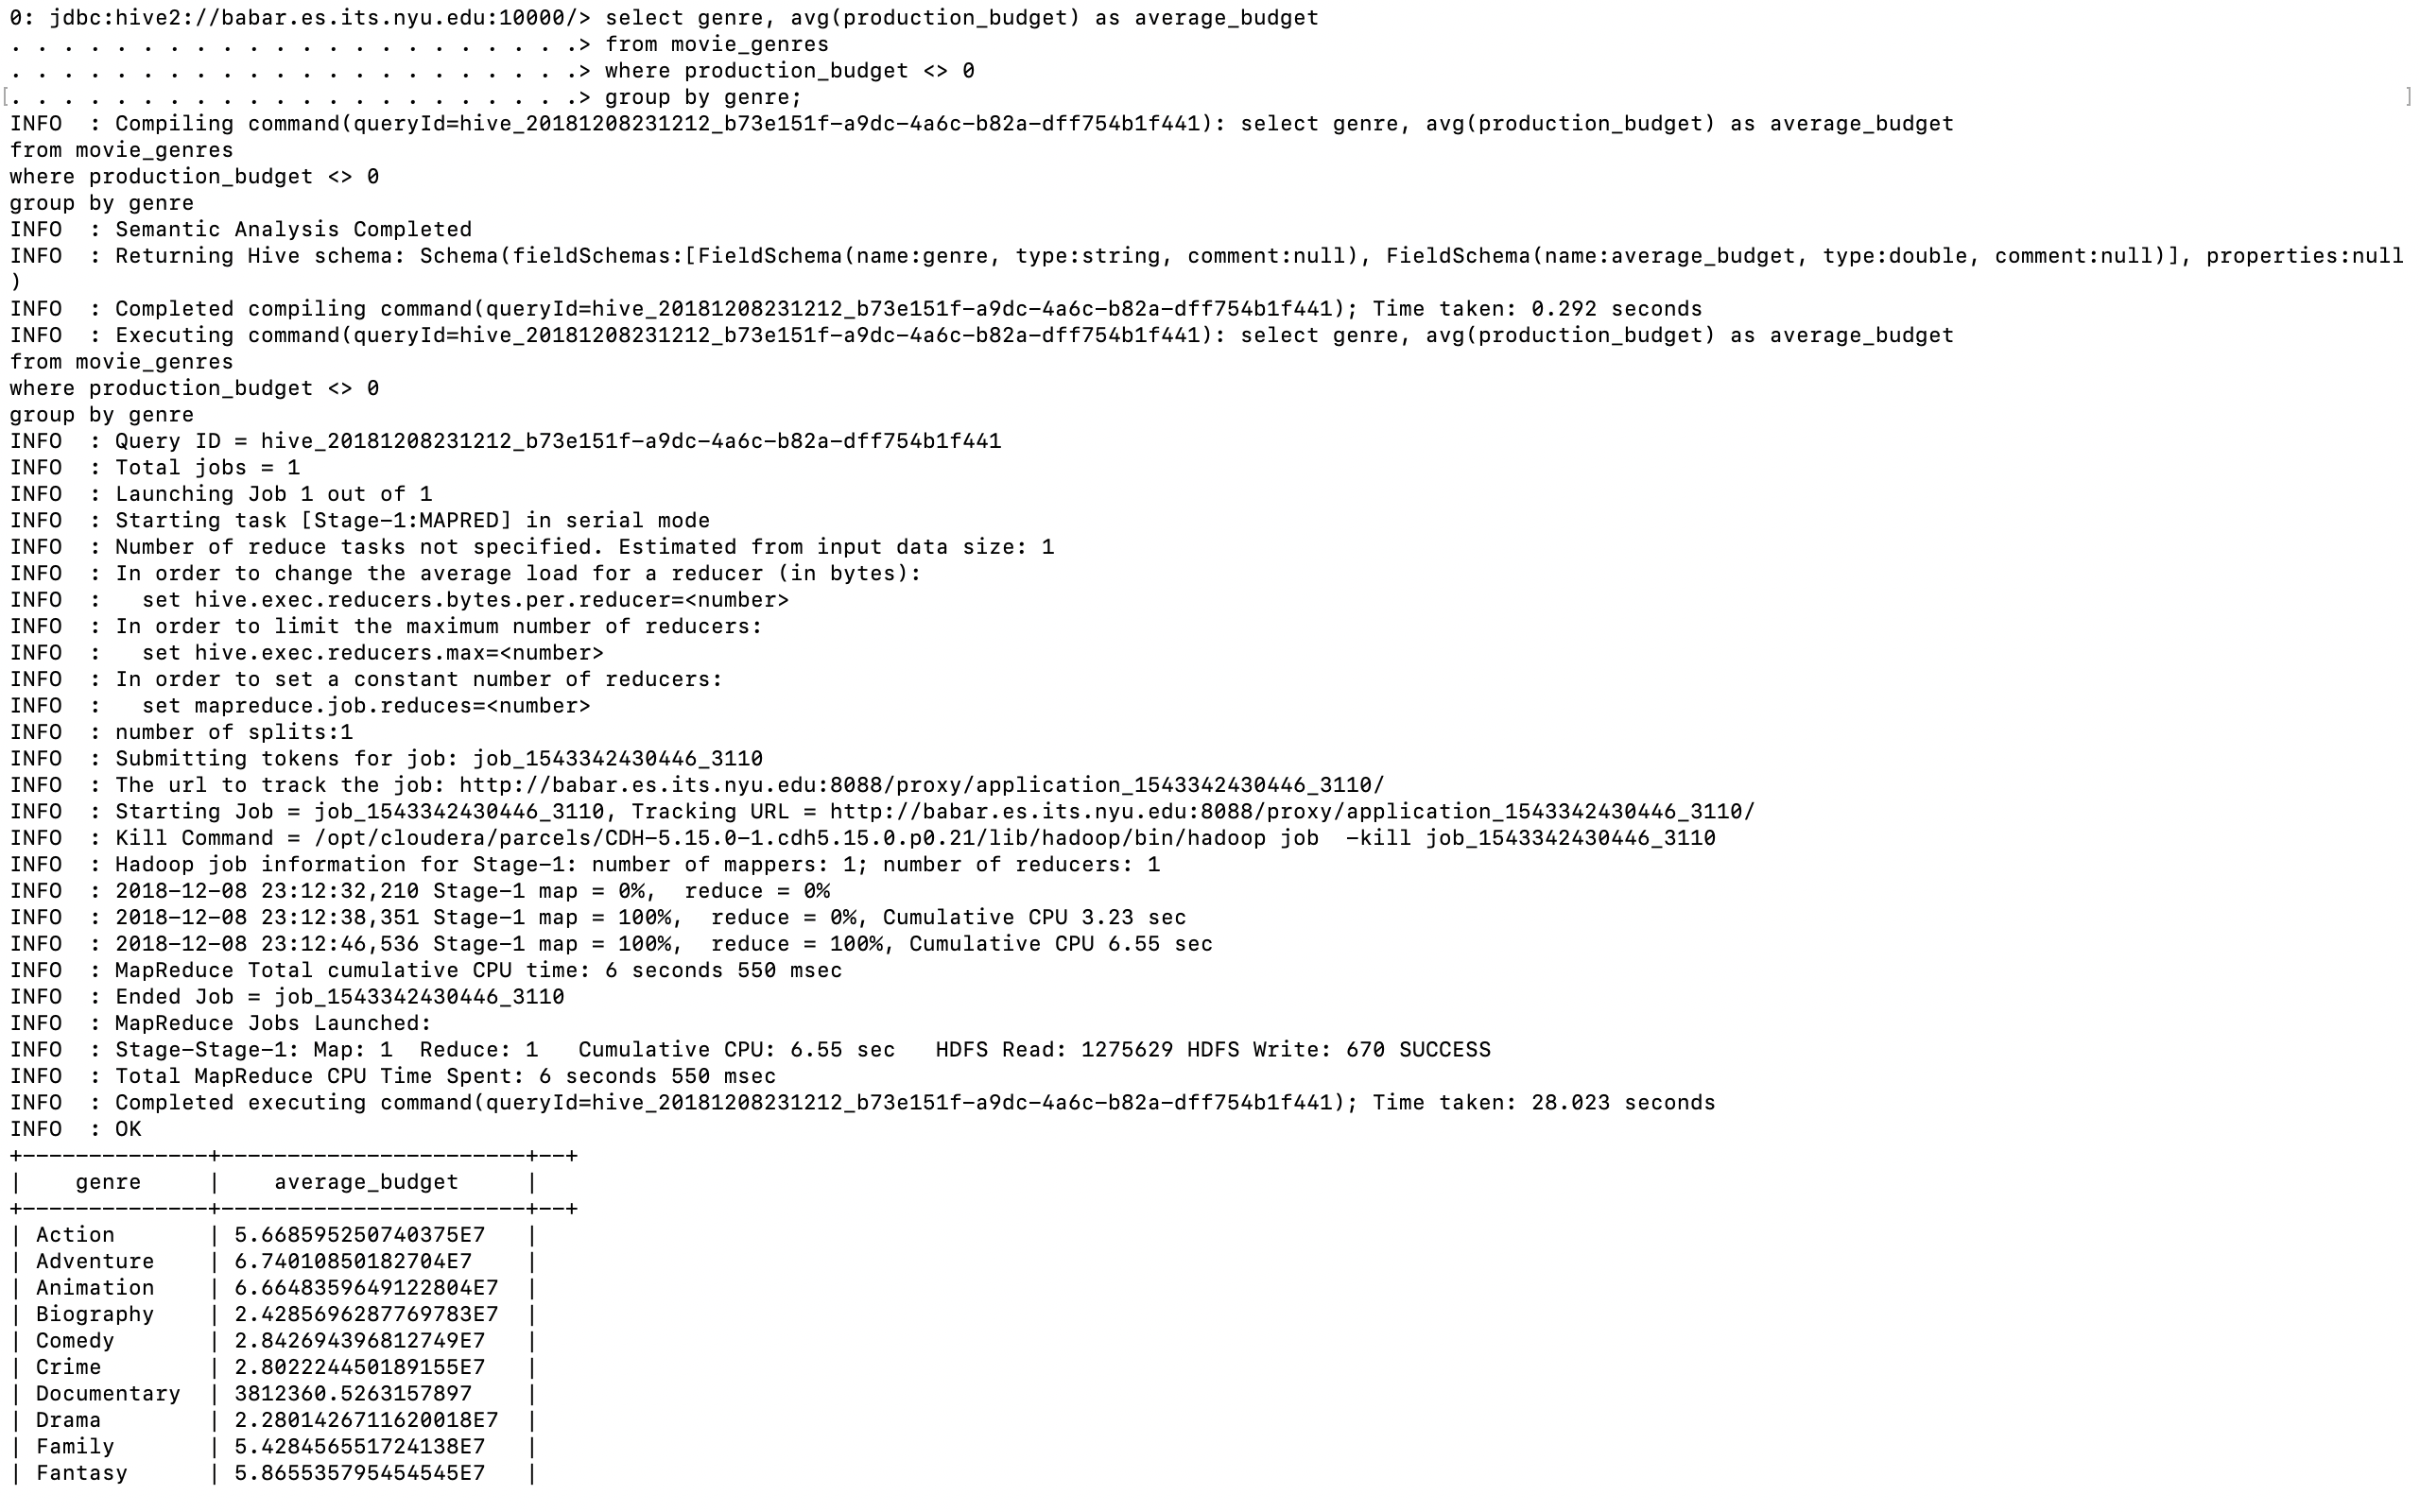 0: jdbc:hive2://babar.es.its.nyu.edu:10000/> select genre, avg(production_budget) as average_budget
. . . . . . . . . . . . . . . . . . . . . .> from movie_genres
. . . . . . . . . . . . . . . . . . . . . .> where production_budget <> 0
[. . . . . . . . . . . . . . . . . . . . . .> group by genre; ]
INFO  : Compiling command(queryId=hive_20181208231212_b73e151f-a9dc-4a6c-b82a-dff754b1f441): select genre, avg(production_budget) as average_budget
from movie_genres
where production_budget <> 0
group by genre
INFO  : Semantic Analysis Completed
INFO  : Returning Hive schema: Schema(fieldSchemas:[FieldSchema(name:genre, type:string, comment:null), FieldSchema(name:average_budget, type:double, comment:null)], properties:null
)
INFO  : Completed compiling command(queryId=hive_20181208231212_b73e151f-a9dc-4a6c-b82a-dff754b1f441); Time taken: 0.292 seconds
INFO  : Executing command(queryId=hive_20181208231212_b73e151f-a9dc-4a6c-b82a-dff754b1f441): select genre, avg(production_budget) as average_budget
from movie_genres
where production_budget <> 0
group by genre
INFO  : Query ID = hive_20181208231212_b73e151f-a9dc-4a6c-b82a-dff754b1f441
INFO  : Total jobs = 1
INFO  : Launching Job 1 out of 1
INFO  : Starting task [Stage-1:MAPRED] in serial mode
INFO  : Number of reduce tasks not specified. Estimated from input data size: 1
INFO  : In order to change the average load for a reducer (in bytes):
INFO  :   set hive.exec.reducers.bytes.per.reducer=<number>
INFO  : In order to limit the maximum number of reducers:
INFO  :   set hive.exec.reducers.max=<number>
INFO  : In order to set a constant number of reducers:
INFO  :   set mapreduce.job.reduces=<number>
INFO  : number of splits:1
INFO  : Submitting tokens for job: job_1543342430446_3110
INFO  : The url to track the job: http://babar.es.its.nyu.edu:8088/proxy/application_1543342430446_3110/
INFO  : Starting Job = job_1543342430446_3110, Tracking URL = http://babar.es.its.nyu.edu:8088/proxy/application_1543342430446_3110/
INFO  : Kill Command = /opt/cloudera/parcels/CDH-5.15.0-1.cdh5.15.0.p0.21/lib/hadoop/bin/hadoop job  -kill job_1543342430446_3110
INFO  : Hadoop job information for Stage-1: number of mappers: 1; number of reducers: 1
INFO  : 2018-12-08 23:12:32,210 Stage-1 map = 0%,  reduce = 0%
INFO  : 2018-12-08 23:12:38,351 Stage-1 map = 100%,  reduce = 0%, Cumulative CPU 3.23 sec
INFO  : 2018-12-08 23:12:46,536 Stage-1 map = 100%,  reduce = 100%, Cumulative CPU 6.55 sec
INFO  : MapReduce Total cumulative CPU time: 6 seconds 550 msec
INFO  : Ended Job = job_1543342430446_3110
INFO  : MapReduce Jobs Launched:
INFO  : Stage-Stage-1: Map: 1  Reduce: 1   Cumulative CPU: 6.55 sec   HDFS Read: 1275629 HDFS Write: 670 SUCCESS
INFO  : Total MapReduce CPU Time Spent: 6 seconds 550 msec
INFO  : Completed executing command(queryId=hive_20181208231212_b73e151f-a9dc-4a6c-b82a-dff754b1f441); Time taken: 28.023 seconds
INFO  : OK
+--------------+-----------------------+--+
|    genre     |    average_budget     |
+--------------+-----------------------+--+
| Action       | 5.668595250740375E7   |
| Adventure    | 6.74010850182704E7    |
| Animation    | 6.6648359649122804E7  |
| Biography    | 2.4285696287769783E7  |
| Comedy       | 2.842694396812749E7   |
| Crime        | 2.802224450189155E7   |
| Documentary  | 3812360.5263157897    |
| Drama        | 2.2801426711620018E7  |
| Family       | 5.428456551724138E7   |
| Fantasy      | 5.865535795454545E7   |